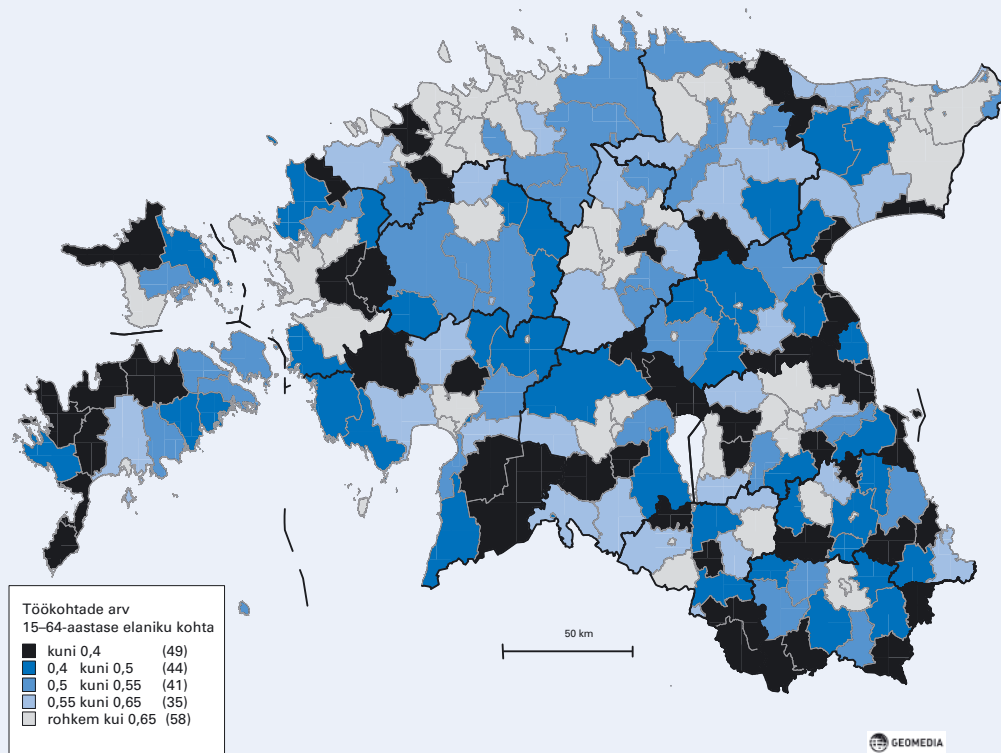 50 km
Töökohtade arv
15–64-aastase elaniku kohta
kuni 0,4 (49)
0,4 kuni 0,5 (44)
0,5 kuni 0,55 (41)
0,55 kuni 0,65 (35)
rohkem kui 0,65 (58)
GEOMEDIA